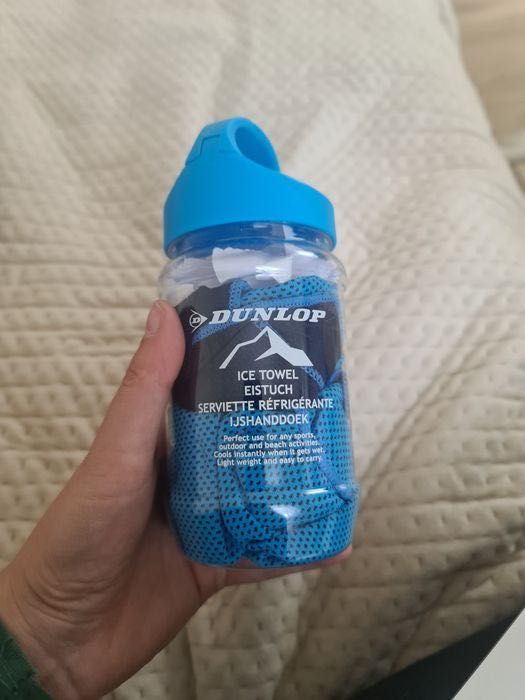 DUNLOP
ICE TOWEL
EISTUCH
SERVIETTE RÉFRIGÉRANTE
IJSHANDDOEK
Perfect use for any sports,
outdoor and beach activities.
Cools instantly when it gets wet.
Light weight and easy to carry.